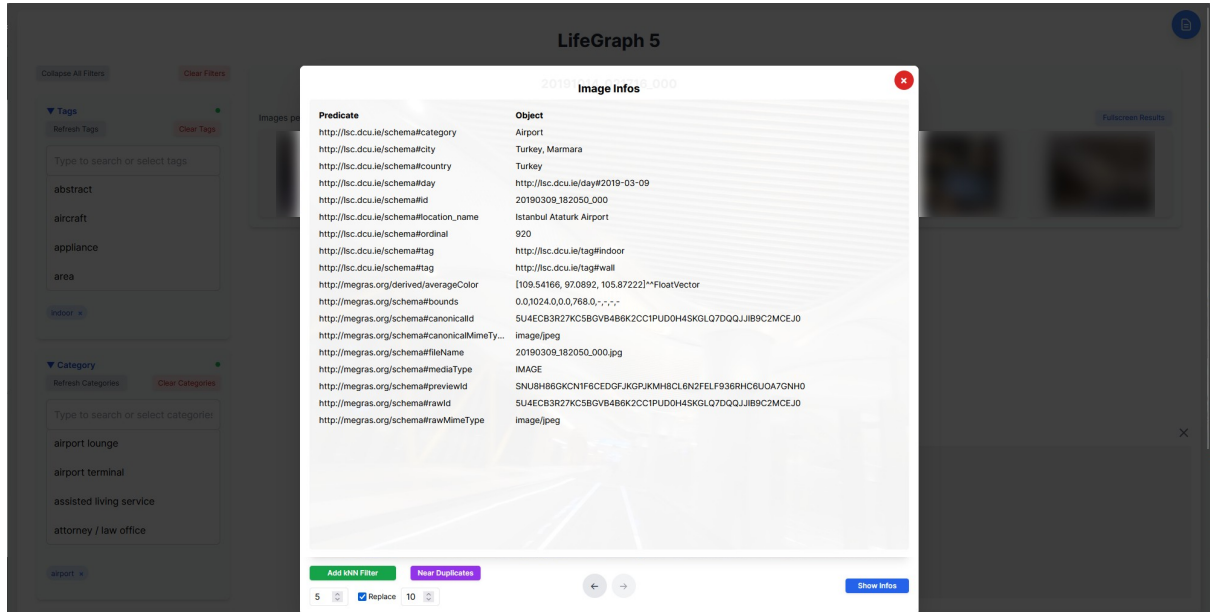 LifeGraph 5
Collapse All Filters
Clear Filters
▼ Tags
Refresh Tags
Clear Tags
Type to search or select tags
abstract
aircraft
appliance
area
indoor ×
▼ Category
Refresh Categories
Clear Categories
Type to search or select categories
airport lounge
airport terminal
assisted living service
attorney / law office
airport ×
Images pe
Fullscreen Results
Image Infos
Predicate Object
http://lsc.dcu.ie/schema#category Airport
http://lsc.dcu.ie/schema#city Turkey, Marmara
http://lsc.dcu.ie/schema#country Turkey
http://lsc.dcu.ie/schema#day http://lsc.dcu.ie/day#2019-03-09
http://lsc.dcu.ie/schema#id 20190309_182050_000
http://lsc.dcu.ie/schema#location_name Istanbul Ataturk Airport
http://lsc.dcu.ie/schema#ordinal 920
http://lsc.dcu.ie/schema#tag http://lsc.dcu.ie/tag#indoor
http://lsc.dcu.ie/schema#tag http://lsc.dcu.ie/tag#wall
http://megras.org/derived/averageColor [109.54166, 97.0892, 105.87222]^^FloatVector
http://megras.org/schema#bounds 0.0,1024.0,0.0,768.0,-,-,-,-
http://megras.org/schema#canonicalId 5U4ECB3R27KC5BGVB4B6K2CC1PUD0H4SKGLQ7DQQJJIB9C2MCEJ0
http://megras.org/schema#canonicalMimeTy... image/jpeg
http://megras.org/schema#fileName 20190309_182050_000.jpg
http://megras.org/schema#mediaType IMAGE
http://megras.org/schema#previewId SNU8H86GKCN1F6CEDGFJKGPJKMH8CL6N2FELF936RHC6UOA7GNH0
http://megras.org/schema#rawId 5U4ECB3R27KC5BGVB4B6K2CC1PUD0H4SKGLQ7DQQJJIB9C2MCEJ0
http://megras.org/schema#rawMimeType image/jpeg
Add kNN Filter
Near Duplicates
5
Replace
10
← →
Show Infos